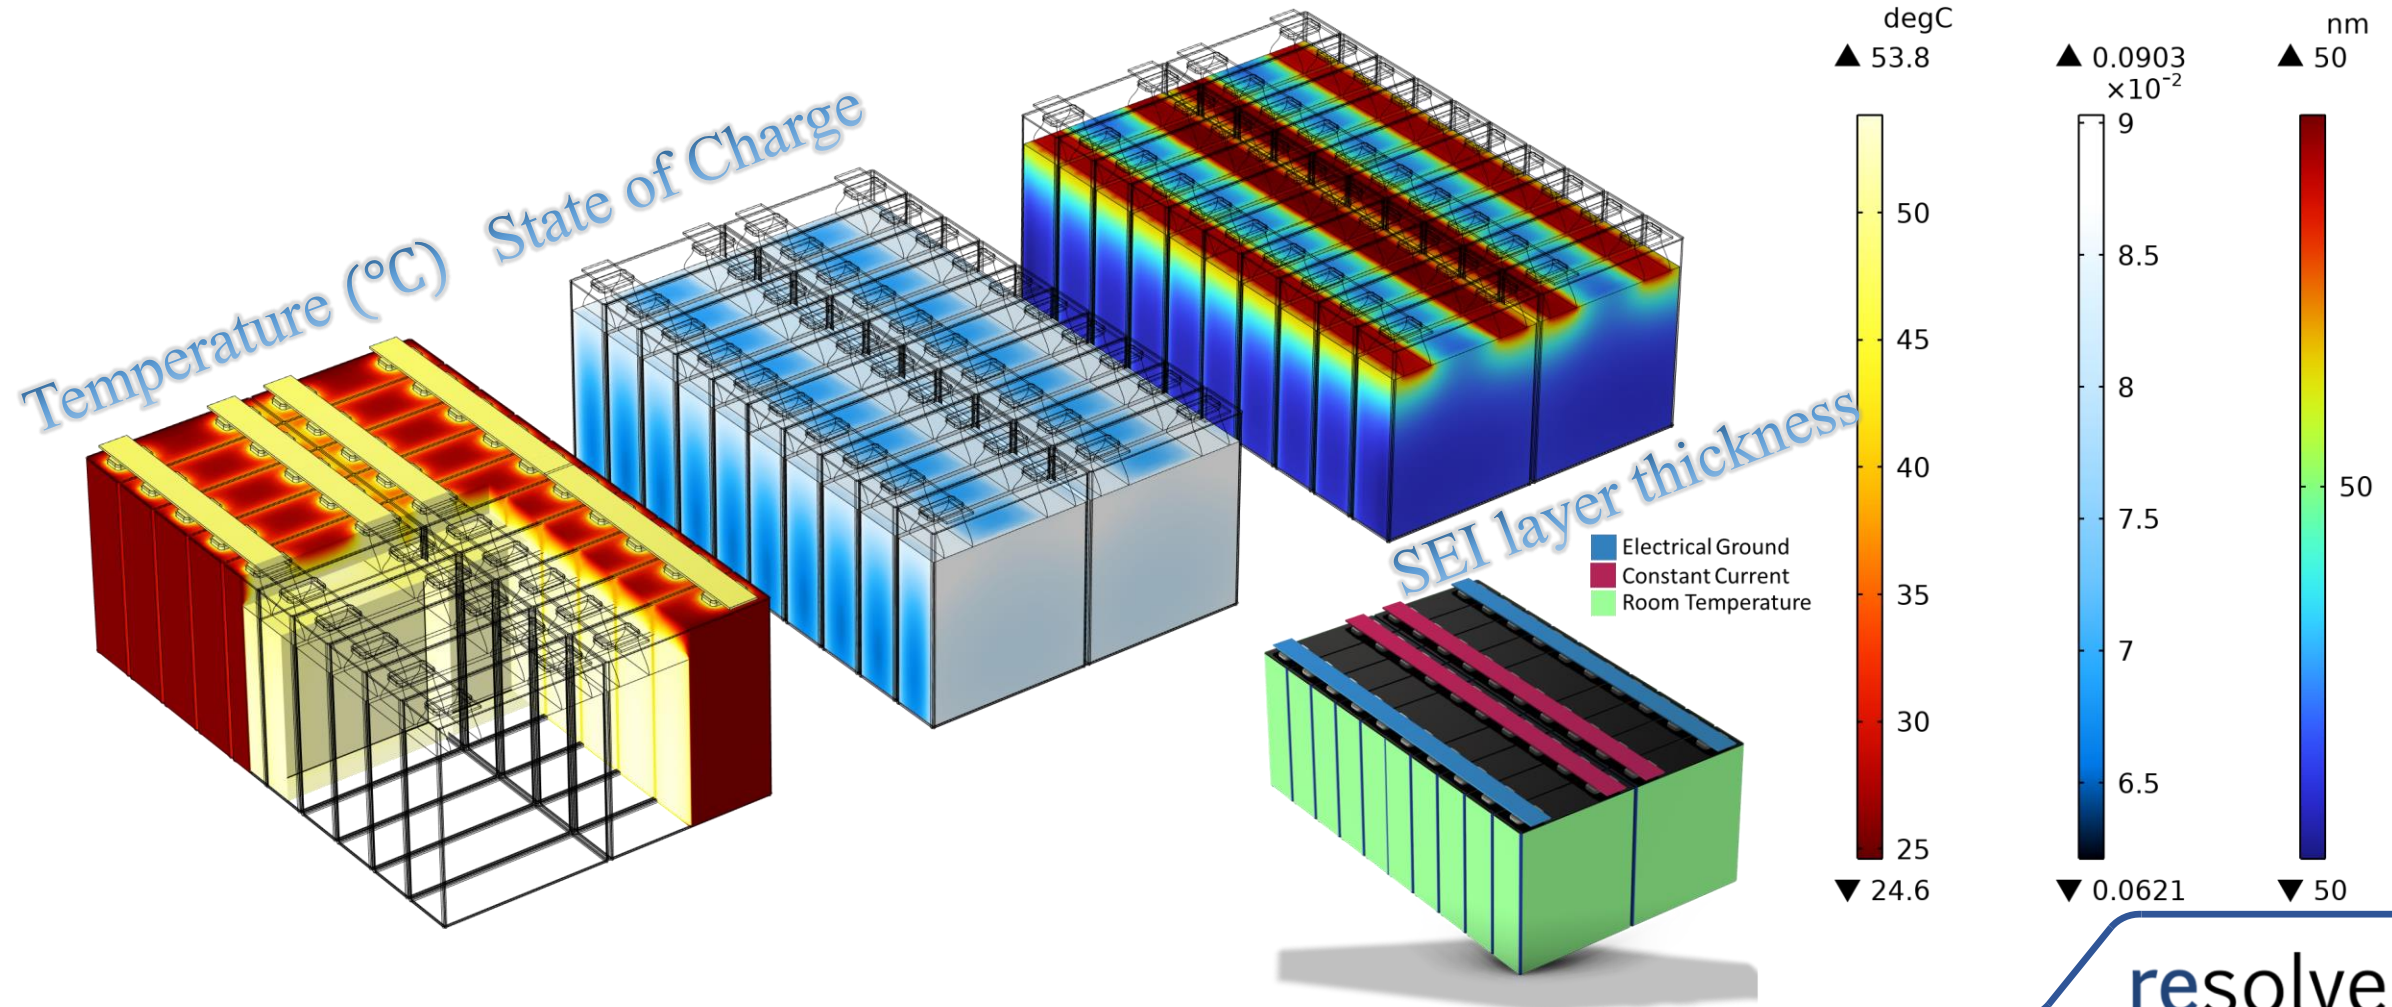 Temperature (°C)
State of Charge
SEI layer thickness
Electrical Ground
Constant Current
Room Temperature
degC
▲ 53.8
50
45
40
35
30
25
▼ 24.6
▲ 0.0903
×10⁻²
9
8.5
8
7.5
7
6.5
▼ 0.0621
nm
▲ 50
50
▼ 50
resolve